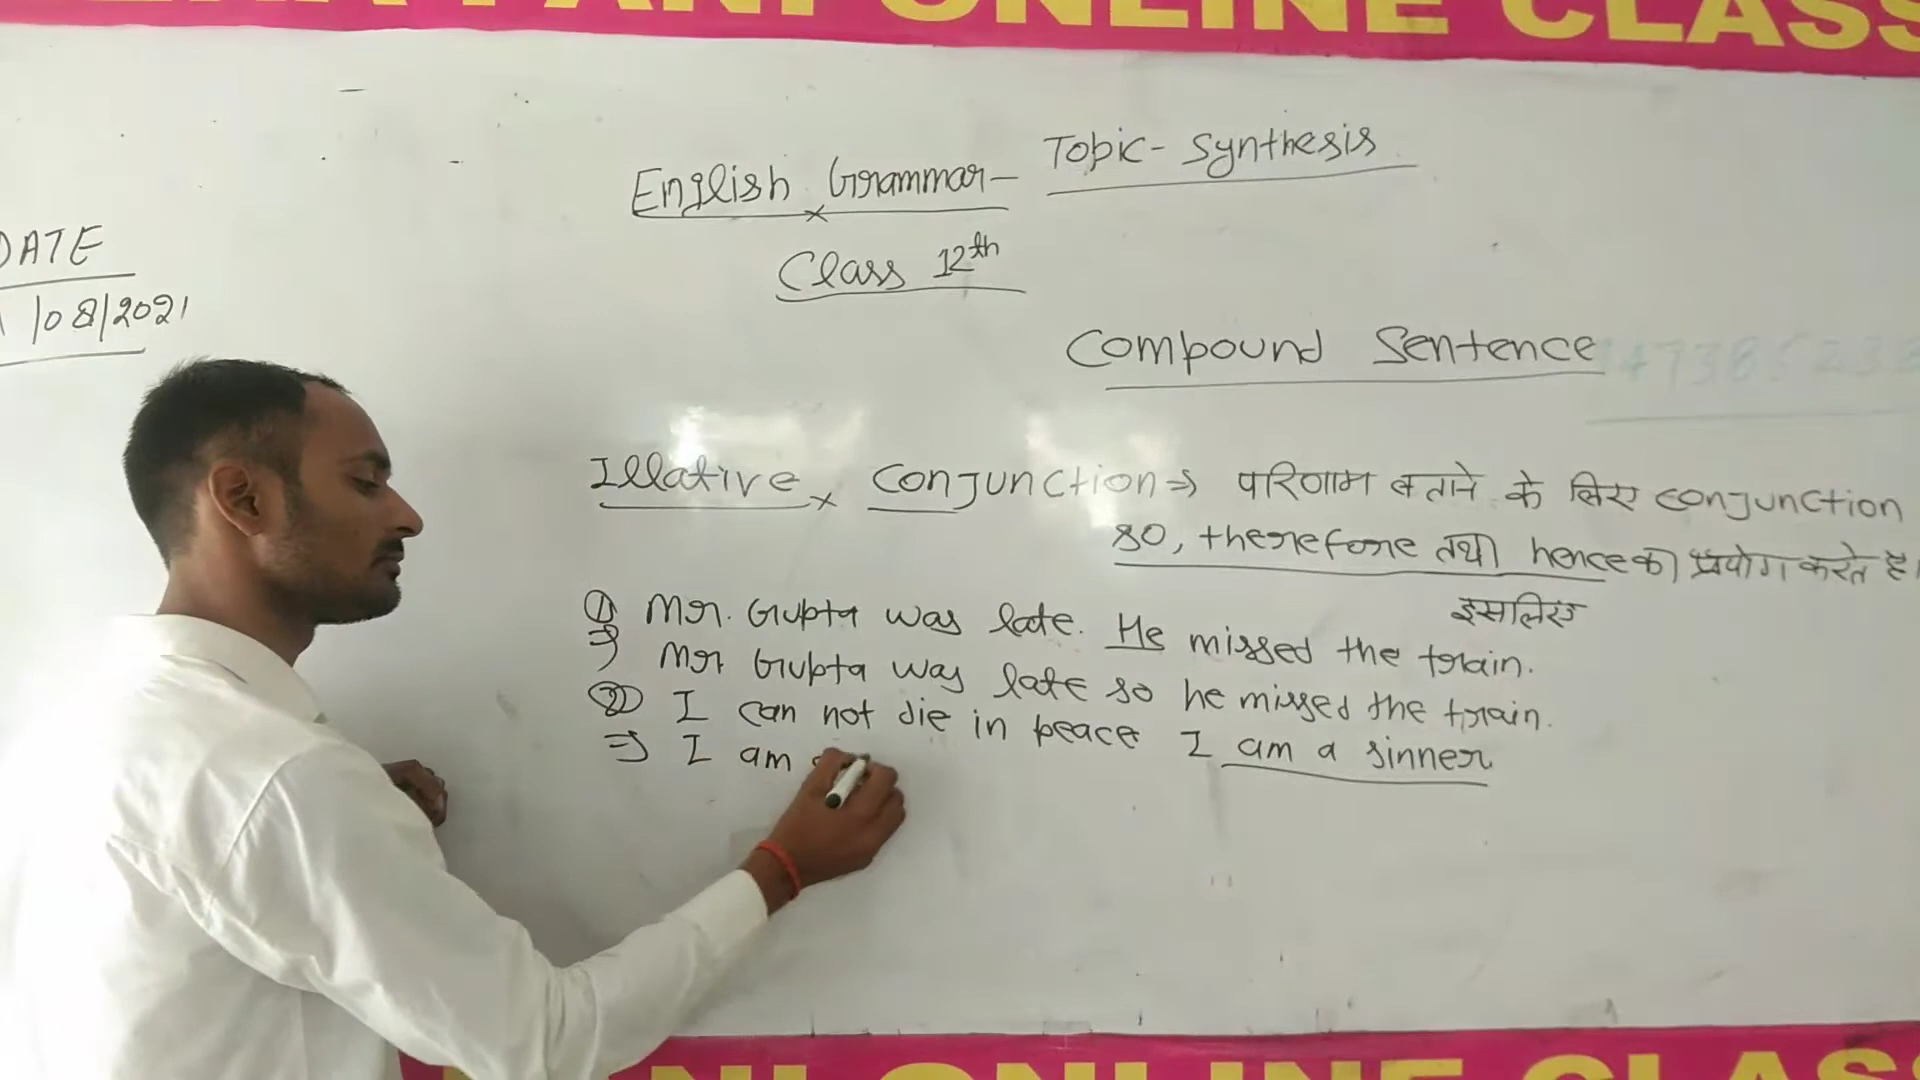 PANI ONLINE CLASS
Topic- Synthesis
English Grammar-
Class 12th
DATE
/08/2021
Compound Sentence
Illative Conjunction ⇒ परिणाम बताने के लिए conjunction
so, therefore तथा hence का प्रयोग करते है।
इसलिए
① Mr. Gupta was late. He missed the train.
⇒ Mr Gupta was late so he missed the train.
② I can not die in peace I am a sinner
⇒ I am
PANI ONLINE CLASS